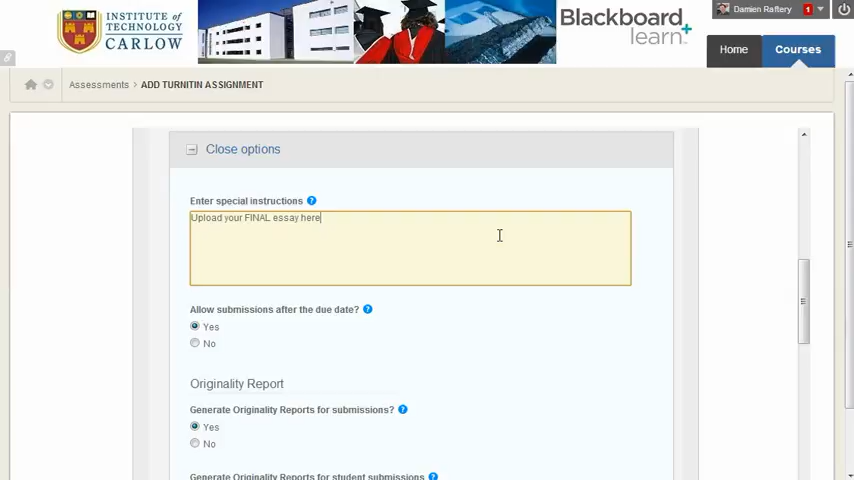 INSTITUTE of
TECHNOLOGY
CARLOW
Blackboard
learn+
Damien Raftery
1
Home
Courses
Assessments > ADD TURNITIN ASSIGNMENT
Close options
Enter special instructions ?
Upload your FINAL essay here
Allow submissions after the due date? ?
Yes
No
Originality Report
Generate Originality Reports for submissions? ?
Yes
No
Generate Originality Reports for student submissions ?